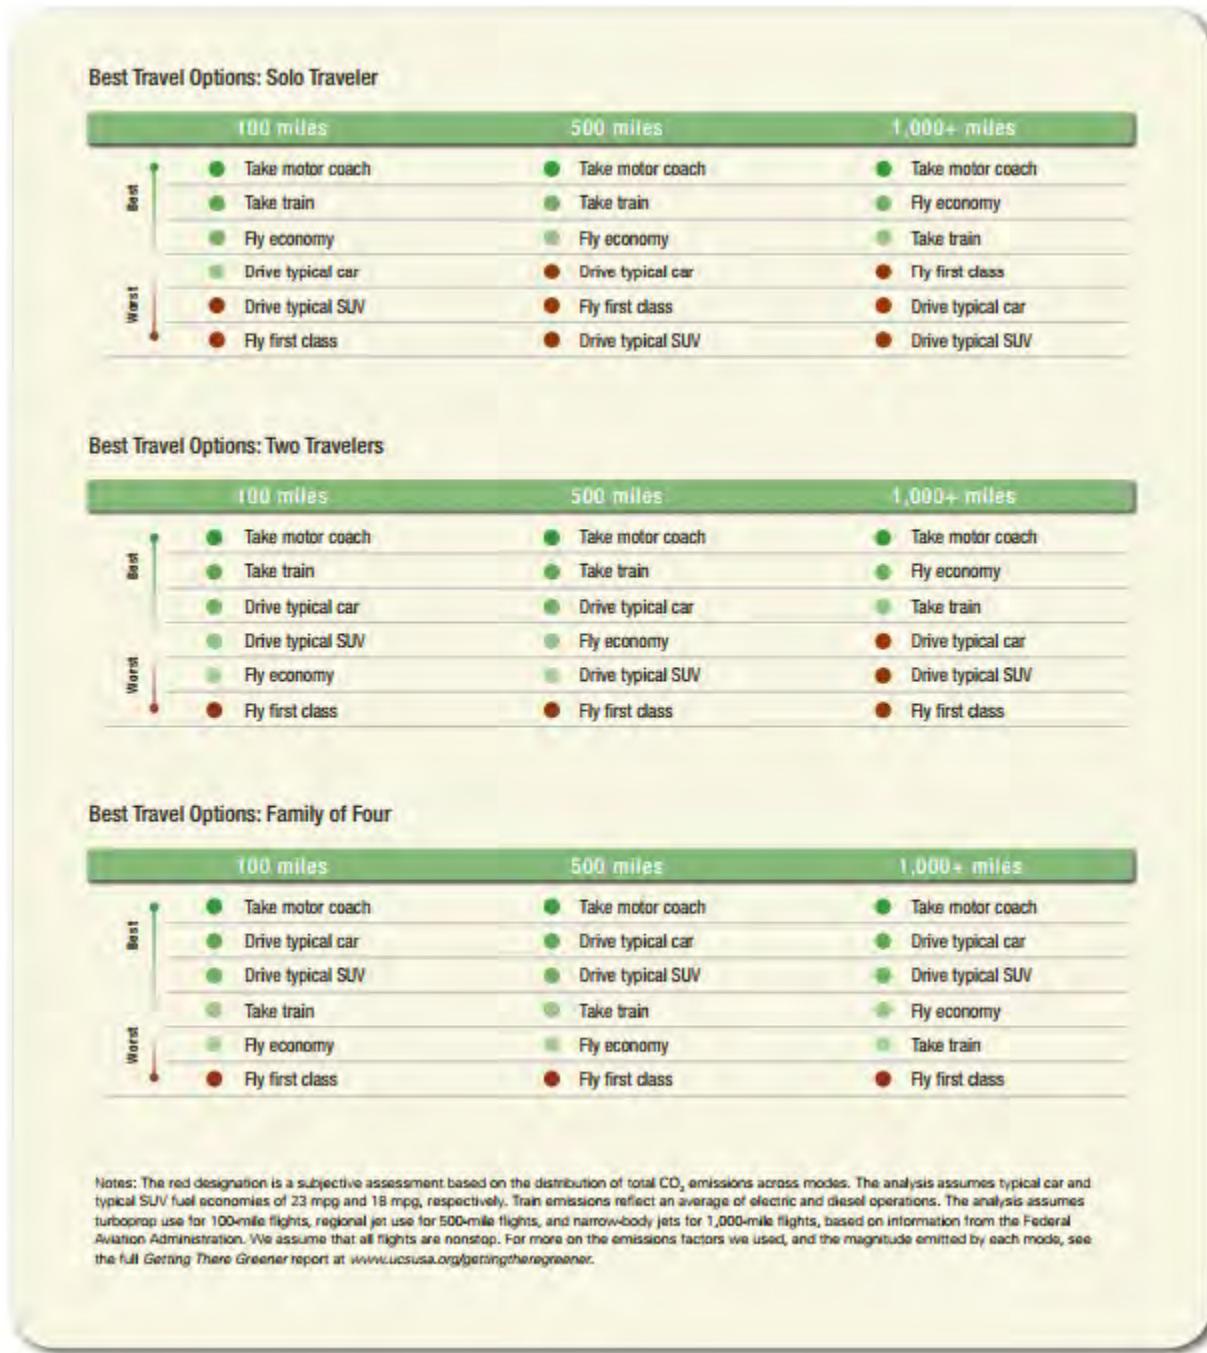 Best Travel Options: Solo Traveler
100 miles 500 miles 1,000+ miles
Best
Take motor coach Take motor coach Take motor coach
Take train Take train Fly economy
Fly economy Fly economy Take train
Worst
Drive typical car Drive typical car Fly first class
Drive typical SUV Fly first class Drive typical car
Fly first class Drive typical SUV Drive typical SUV
Best Travel Options: Two Travelers
100 miles 500 miles 1,000+ miles
Best
Take motor coach Take motor coach Take motor coach
Take train Take train Fly economy
Drive typical car Drive typical car Take train
Worst
Drive typical SUV Fly economy Drive typical car
Fly economy Drive typical SUV Drive typical SUV
Fly first class Fly first class Fly first class
Best Travel Options: Family of Four
100 miles 500 miles 1,000+ miles
Best
Take motor coach Take motor coach Take motor coach
Drive typical car Drive typical car Drive typical car
Drive typical SUV Drive typical SUV Drive typical SUV
Worst
Take train Take train Fly economy
Fly economy Fly economy Take train
Fly first class Fly first class Fly first class
Notes: The red designation is a subjective assessment based on the distribution of total CO₂ emissions across modes. The analysis assumes typical car and
typical SUV fuel economies of 23 mpg and 18 mpg, respectively. Train emissions reflect an average of electric and diesel operations. The analysis assumes
turboprop use for 100-mile flights, regional jet use for 500-mile flights, and narrow-body jets for 1,000-mile flights, based on information from the Federal
Aviation Administration. We assume that all flights are nonstop. For more on the emissions factors we used, and the magnitude emitted by each mode, see
the full Getting There Greener report at www.ucsusa.org/gettingtheregreener.